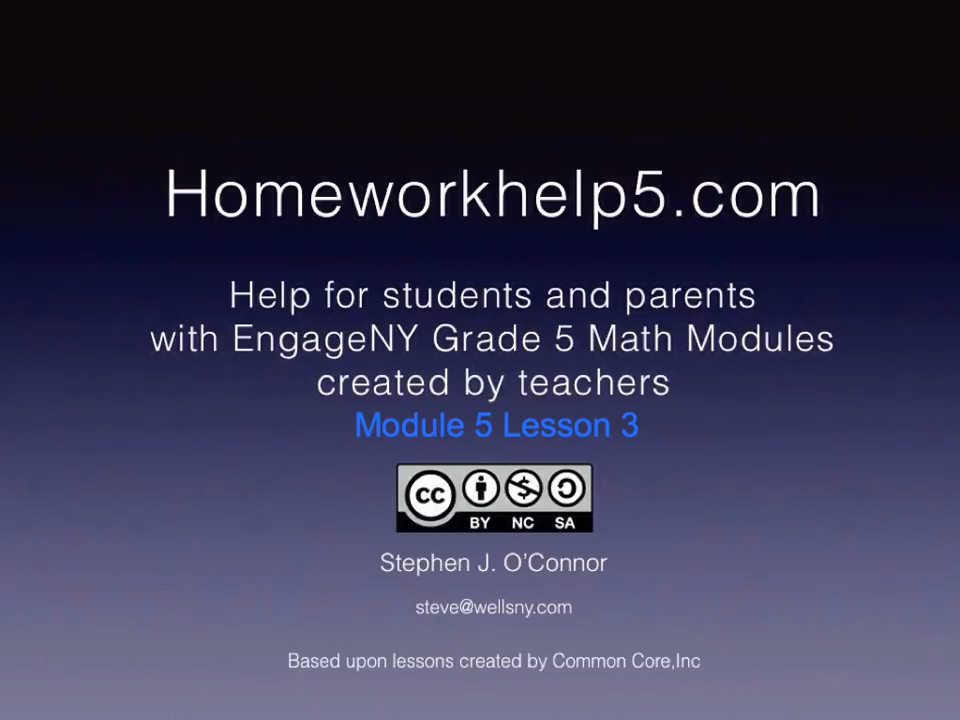 Homeworkhelp5.com
Help for students and parents
with EngageNY Grade 5 Math Modules
created by teachers
Module 5 Lesson 3
cc
BY NC SA
Stephen J. O'Connor
steve@wellsny.com
Based upon lessons created by Common Core,Inc